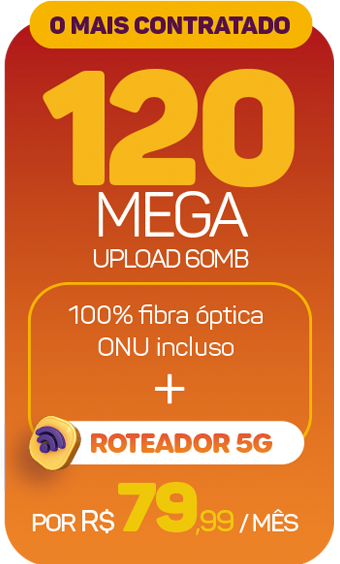 O MAIS CONTRATADO
120
MEGA
UPLOAD 60MB
100% fibra óptica
ONU incluso
+
ROTEADOR 5G
POR R$ 79,99 / MÊS